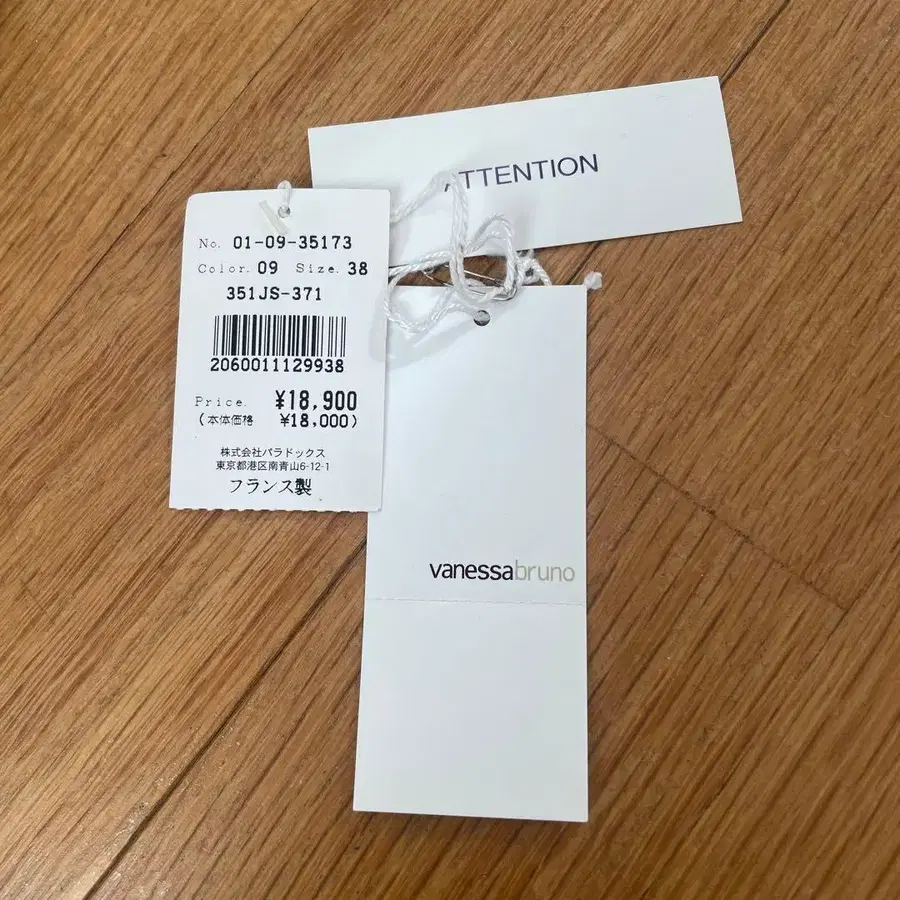 ATTENTION
No. 01-09-35173
Color. 09 Size. 38
351JS-371
2060011129938
Price. ¥18,900
(本体価格 ¥18,000)
株式会社パラドックス
東京都港区南青山6-12-1
フランス製
vanessabruno